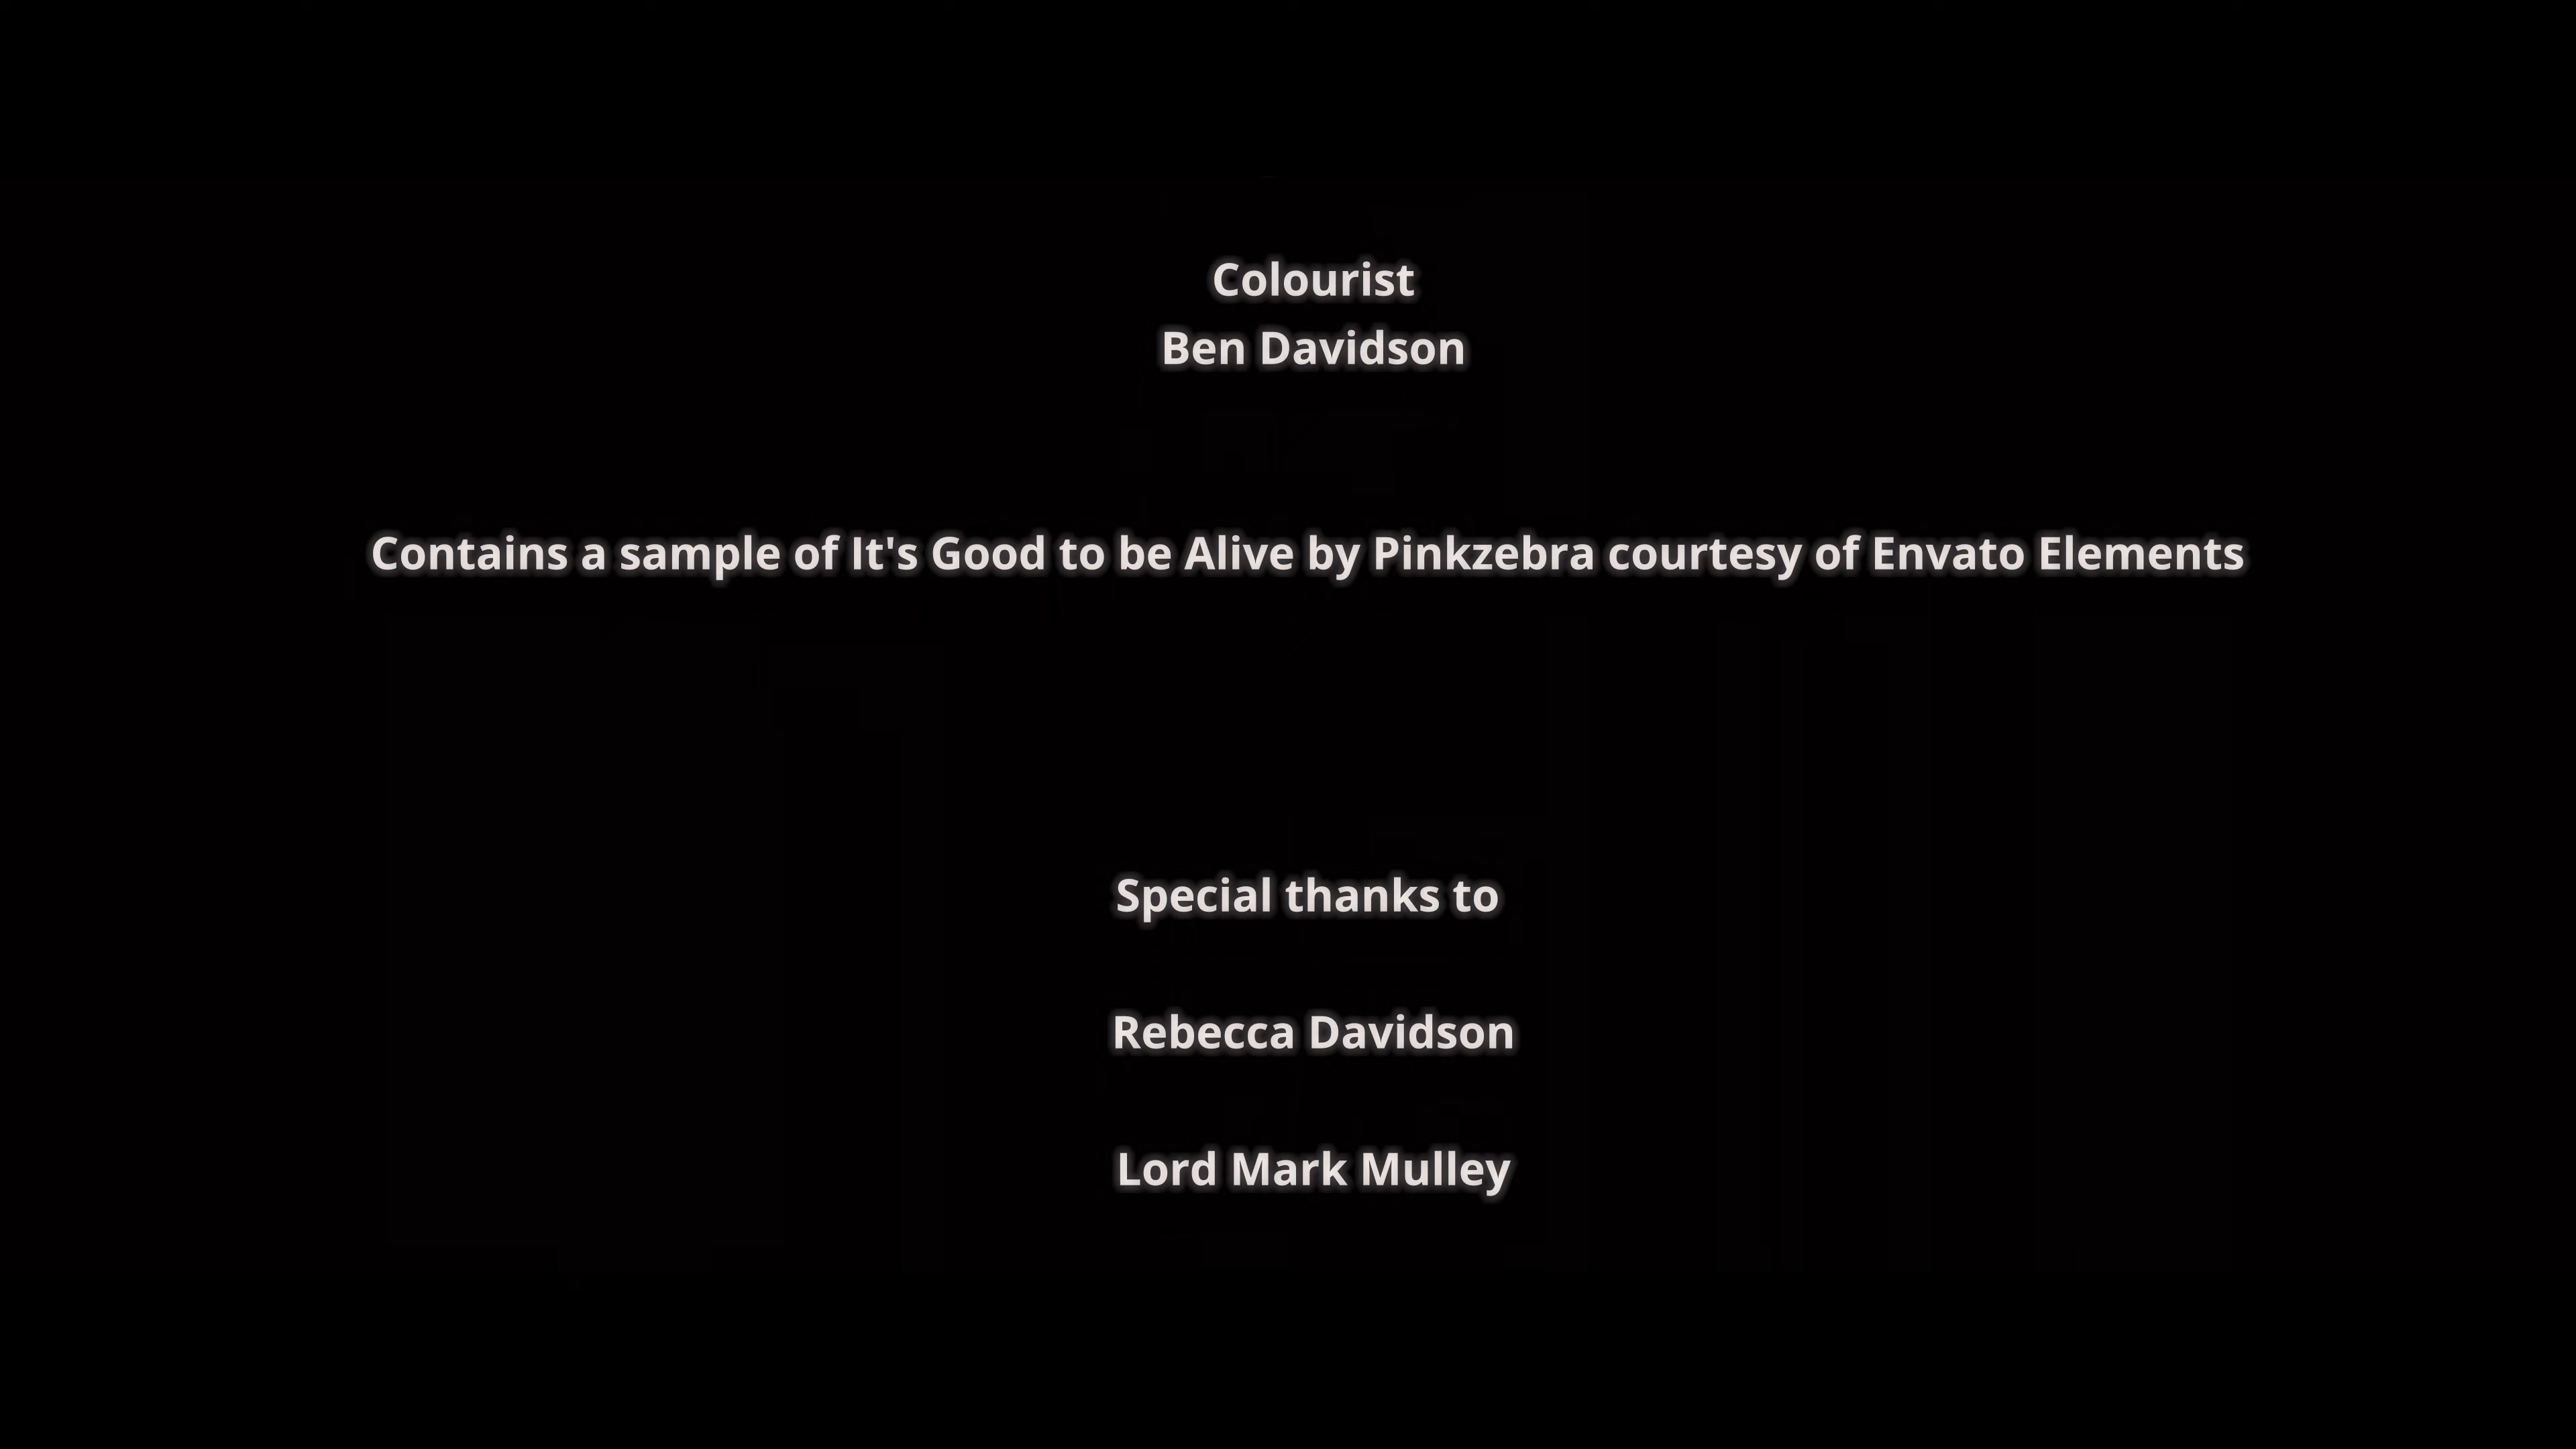 Colourist
Ben Davidson
Contains a sample of It's Good to be Alive by Pinkzebra courtesy of Envato Elements
Special thanks to
Rebecca Davidson
Lord Mark Mulley